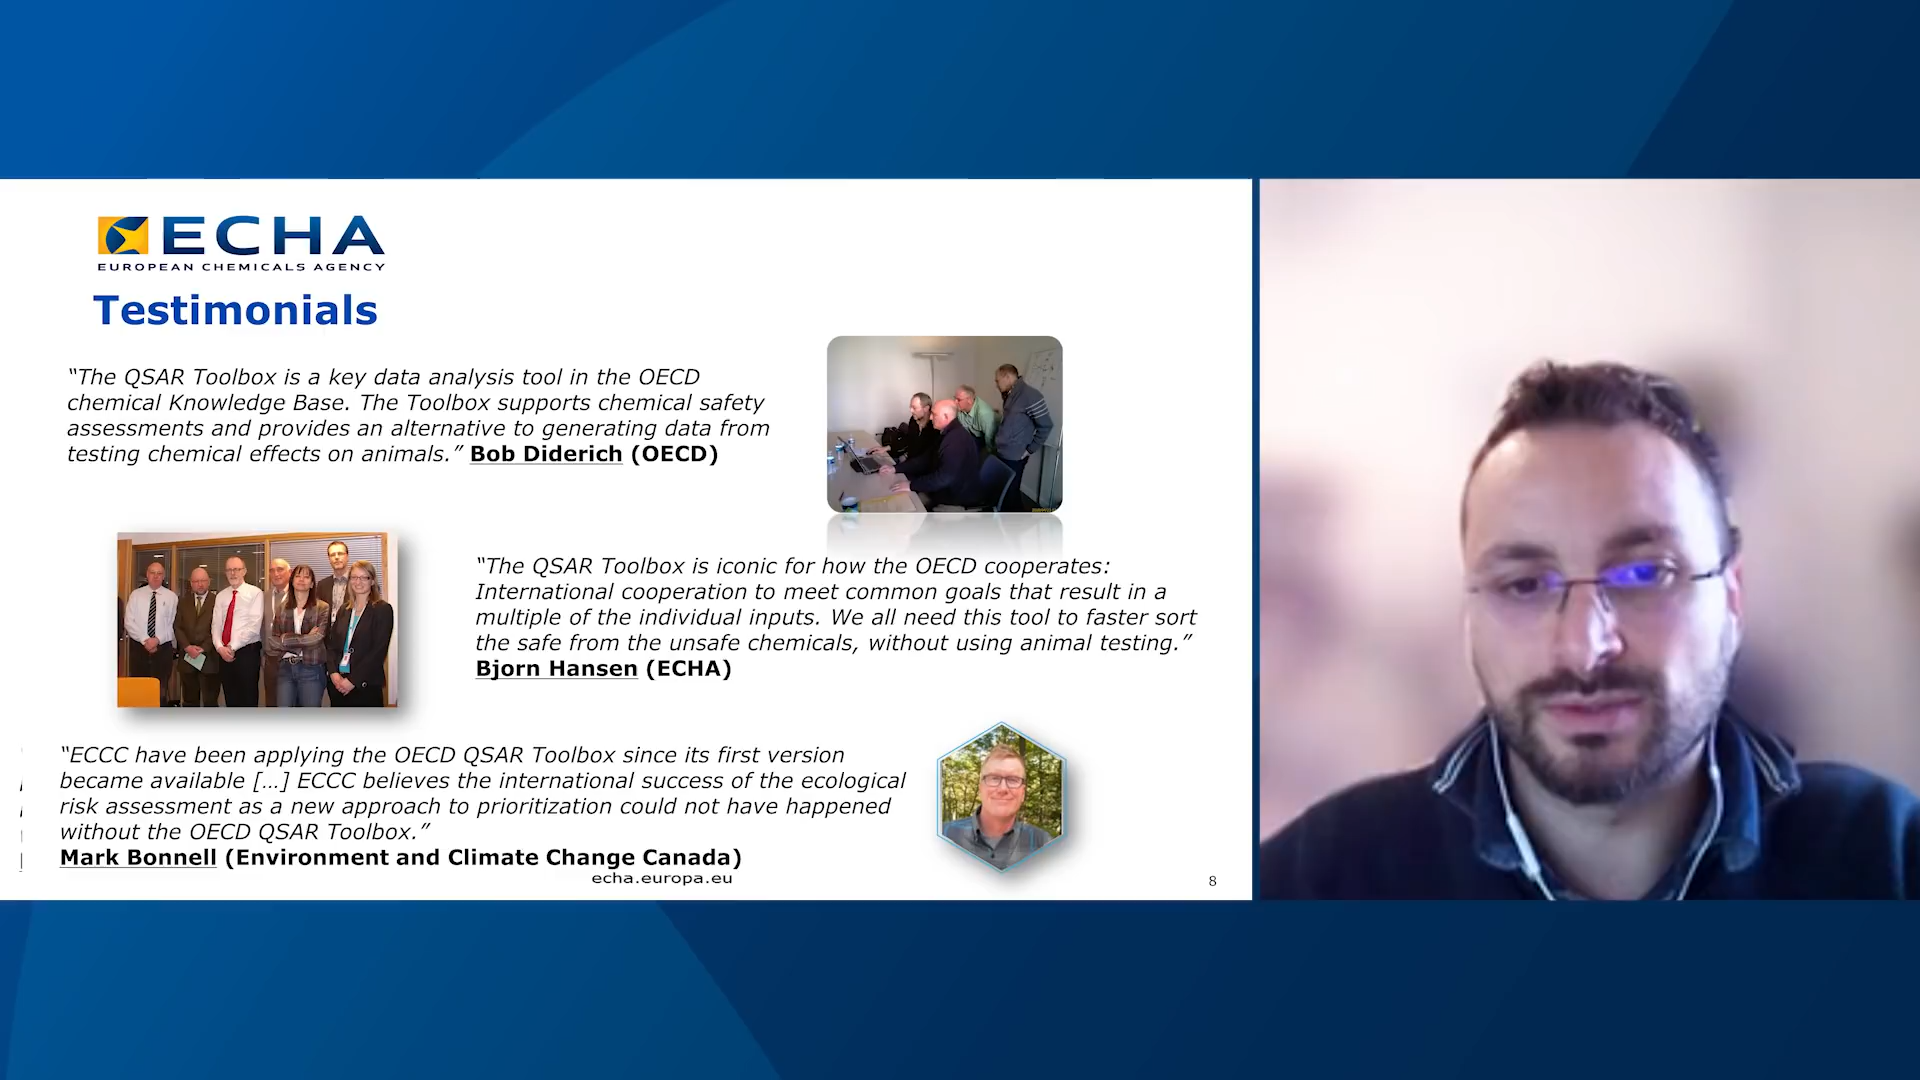 ECHA
EUROPEAN CHEMICALS AGENCY
Testimonials
“The QSAR Toolbox is a key data analysis tool in the OECD
chemical Knowledge Base. The Toolbox supports chemical safety
assessments and provides an alternative to generating data from
testing chemical effects on animals.” Bob Diderich (OECD)
“The QSAR Toolbox is iconic for how the OECD cooperates:
International cooperation to meet common goals that result in a
multiple of the individual inputs. We all need this tool to faster sort
the safe from the unsafe chemicals, without using animal testing.”
Bjorn Hansen (ECHA)
“ECCC have been applying the OECD QSAR Toolbox since its first version
became available […] ECCC believes the international success of the ecological
risk assessment as a new approach to prioritization could not have happened
without the OECD QSAR Toolbox.”
Mark Bonnell (Environment and Climate Change Canada)
echa.europa.eu
8